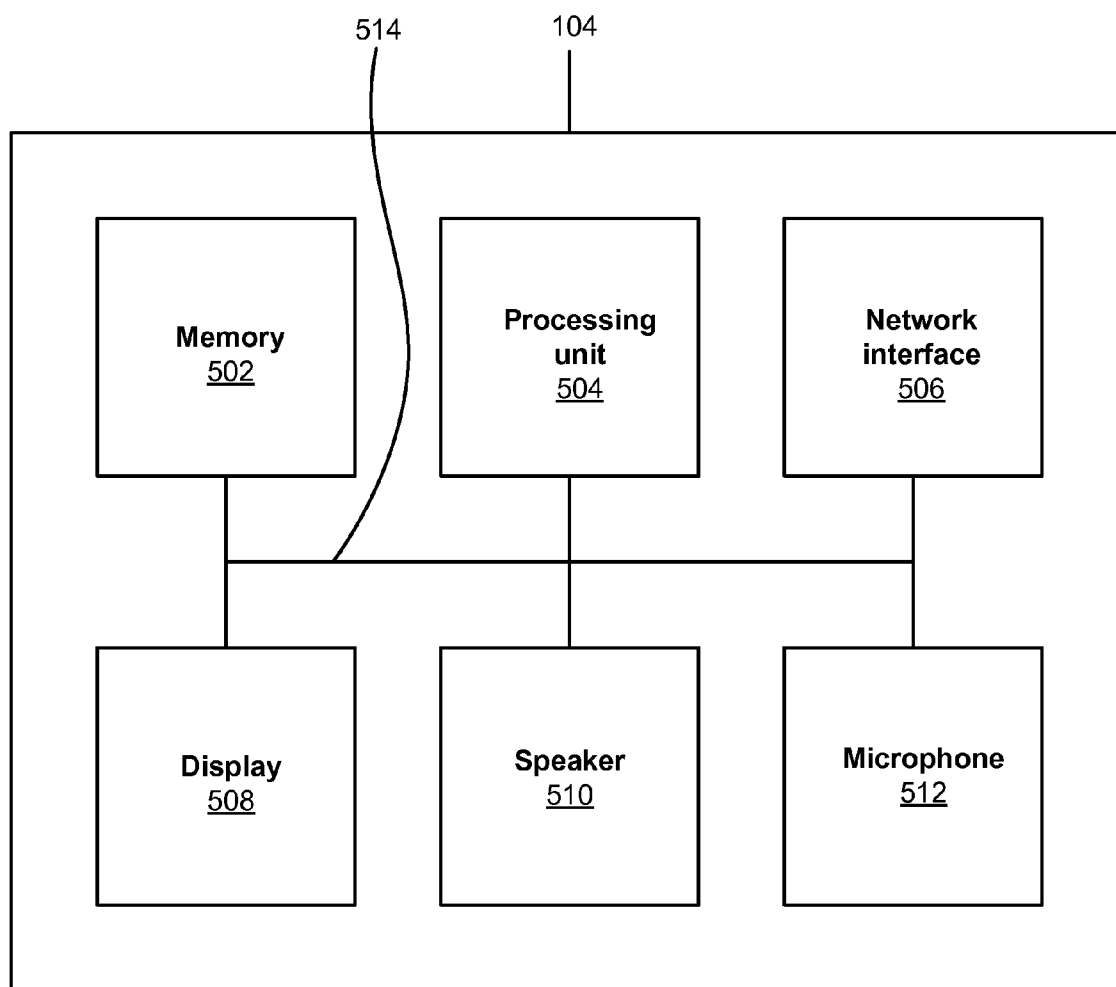 514
104
Memory
502
Processing
unit
504
Network
interface
506
Display
508
Speaker
510
Microphone
512